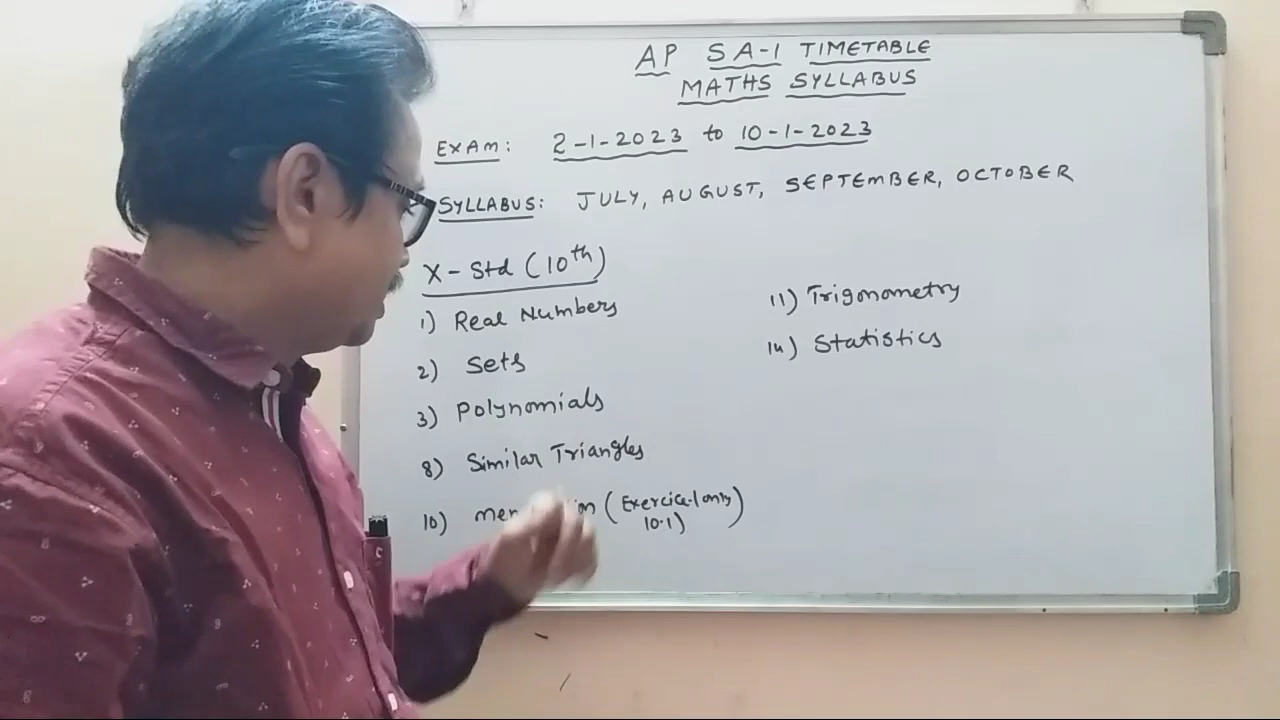 AP SA-1 TIMETABLE
MATHS SYLLABUS
EXAM: 2-1-2023 to 10-1-2023
SYLLABUS: JULY, AUGUST, SEPTEMBER, OCTOBER
X-Std (10th)
1) Real Numbers
2) Sets
3) Polynomials
8) Similar Triangles
10) (Exercice-1 only
10.1)
11) Trigonometry
14) Statistics